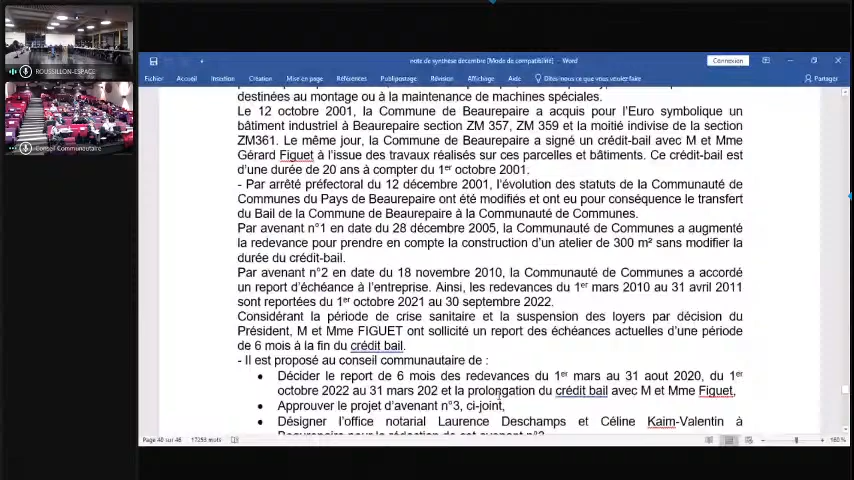 ROUSSILLON-ESPACE
Conseil Communautaire
note de synthese decembre [Mode de compatibilité] - Word
Connexion
Fichier Accueil Insertion Création Mise en page Références Publipostage Révision Affichage Aide Dites-nous ce que vous voulez faire Partager
destinées au montage ou à la maintenance de machines spéciales.
Le 12 octobre 2001, la Commune de Beaurepaire a acquis pour l'Euro symbolique un
bâtiment industriel à Beaurepaire section ZM 357, ZM 359 et la moitié indivise de la section
ZM361. Le même jour, la Commune de Beaurepaire a signé un crédit-bail avec M et Mme
Gérard Figuet à l'issue des travaux réalisés sur ces parcelles et bâtiments. Ce crédit-bail est
d'une durée de 20 ans à compter du 1er octobre 2001.
- Par arrêté préfectoral du 12 décembre 2001, l'évolution des statuts de la Communauté de
Communes du Pays de Beaurepaire ont été modifiés et ont eu pour conséquence le transfert
du Bail de la Commune de Beaurepaire à la Communauté de Communes.
Par avenant n°1 en date du 28 décembre 2005, la Communauté de Communes a augmenté
la redevance pour prendre en compte la construction d'un atelier de 300 m² sans modifier la
durée du crédit-bail.
Par avenant n°2 en date du 18 novembre 2010, la Communauté de Communes a accordé
un report d'échéance à l'entreprise. Ainsi, les redevances du 1er mars 2010 au 31 avril 2011
sont reportées du 1er octobre 2021 au 30 septembre 2022.
Considérant la période de crise sanitaire et la suspension des loyers par décision du
Président, M et Mme FIGUET ont sollicité un report des échéances actuelles d'une période
de 6 mois à la fin du crédit bail.
- Il est proposé au conseil communautaire de :
• Décider le report de 6 mois des redevances du 1er mars au 31 aout 2020, du 1er
octobre 2022 au 31 mars 202 et la prolongation du crédit bail avec M et Mme Figuet,
• Approuver le projet d'avenant n°3, ci-joint,
• Désigner l'office notarial Laurence Deschamps et Céline Kaim-Valentin à
Page 40 sur 46 17253 mots 160 %